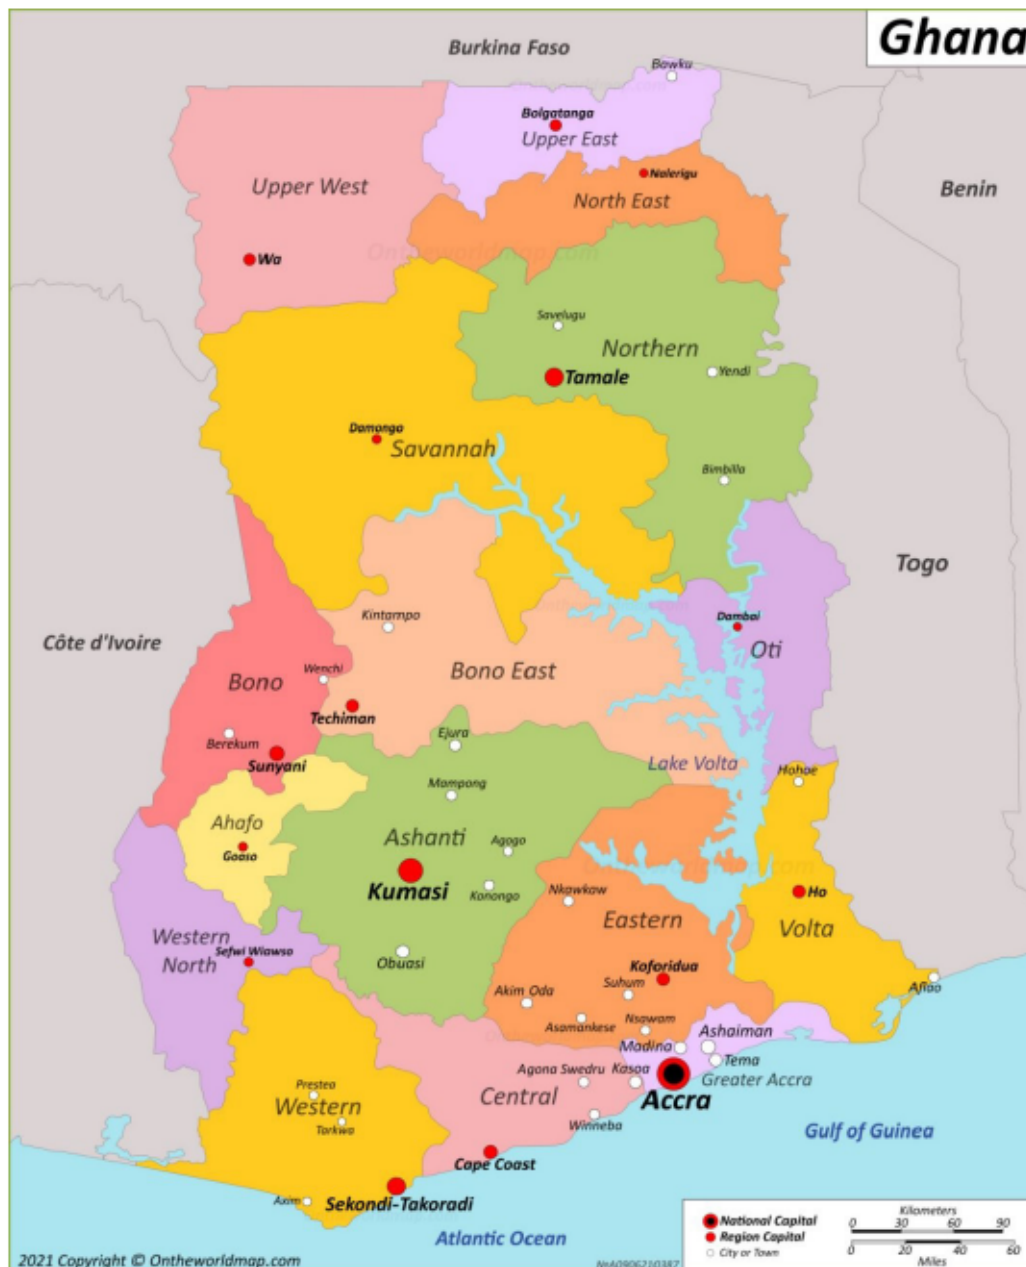 Ghana
Burkina Faso
Bawku
Bolgatanga
Upper East
Nalerigu
North East
Upper West
Benin
Wa
Ontheworldmap.com
Savelugu
Northern
Tamale
Yendi
Damongo
Savannah
Bimbilla
Togo
Kintampo
Dambai
Oti
Côte d'Ivoire
Wenchi
Bono East
Bono
Techiman
Berekum
Sunyani
Ejura
Lake Volta
Hohoe
Mampong
Ahafo
Goaso
Ashanti
Agogo
Ontheworldmap.com
Kumasi
Konongo
Nkawkaw
Ho
Eastern
Volta
Western
North
Sefwi Wiawso
Obuasi
Koforidua
Suhum
Akim Oda
Aflao
Asamankese
Nsawam
Ashaiman
Madina
Tema
Agona Swedru
Kasoa
Greater Accra
Prestea
Western
Central
Accra
Tarkwa
Winneba
Gulf of Guinea
Cape Coast
Axim
Sekondi-Takoradi
Atlantic Ocean
National Capital
Region Capital
City or Town
Kilometers
0 30 60 90
0 20 40 60
Miles
2021 Copyright © Ontheworldmap.com